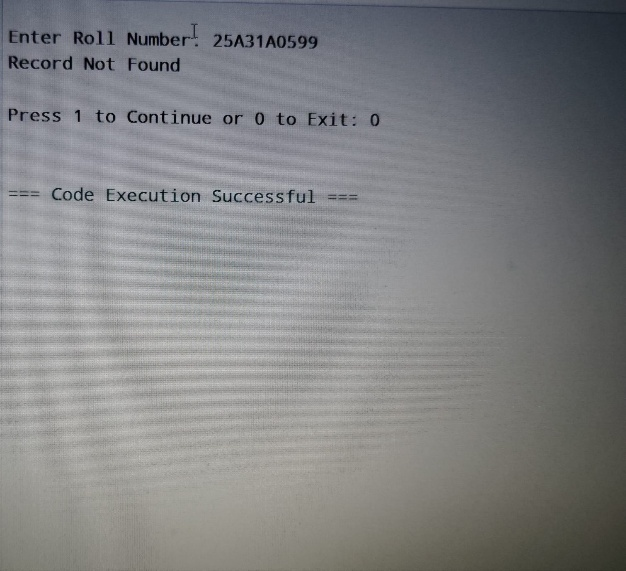 Enter Roll Number: 25A31A0599
Record Not Found
Press 1 to Continue or 0 to Exit: 0
=== Code Execution Successful ===